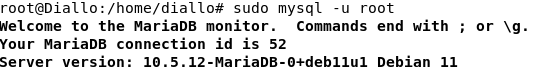 root@Diallo:/home/diallo# sudo mysql -u root
Welcome to the MariaDB monitor.  Commands end with ; or \g.
Your MariaDB connection id is 52
Server version: 10.5.12-MariaDB-0+deb11u1 Debian 11